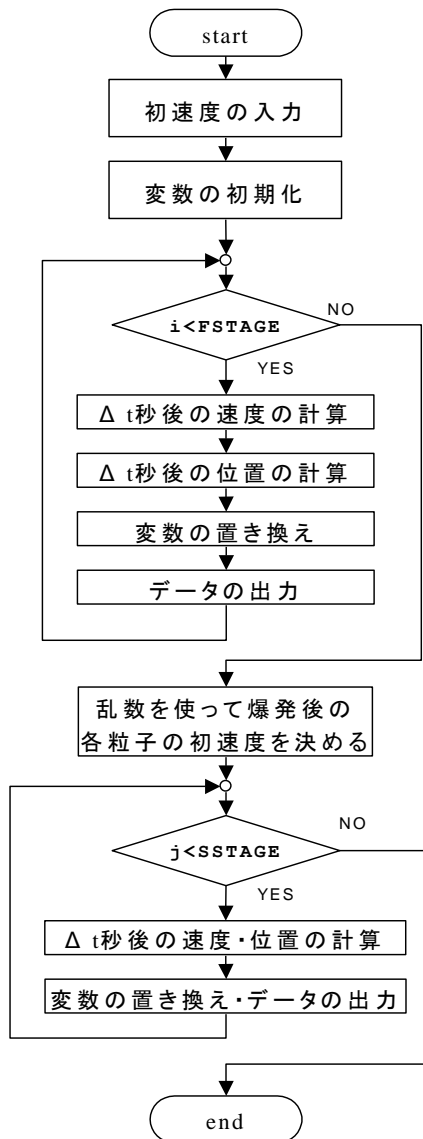 start
初速度の入力
変数の初期化
i<FSTAGE
NO
YES
Δt秒後の速度の計算
Δt秒後の位置の計算
変数の置き換え
データの出力
乱数を使って爆発後の
各粒子の初速度を決める
j<SSTAGE
NO
YES
Δt秒後の速度・位置の計算
変数の置き換え・データの出力
end